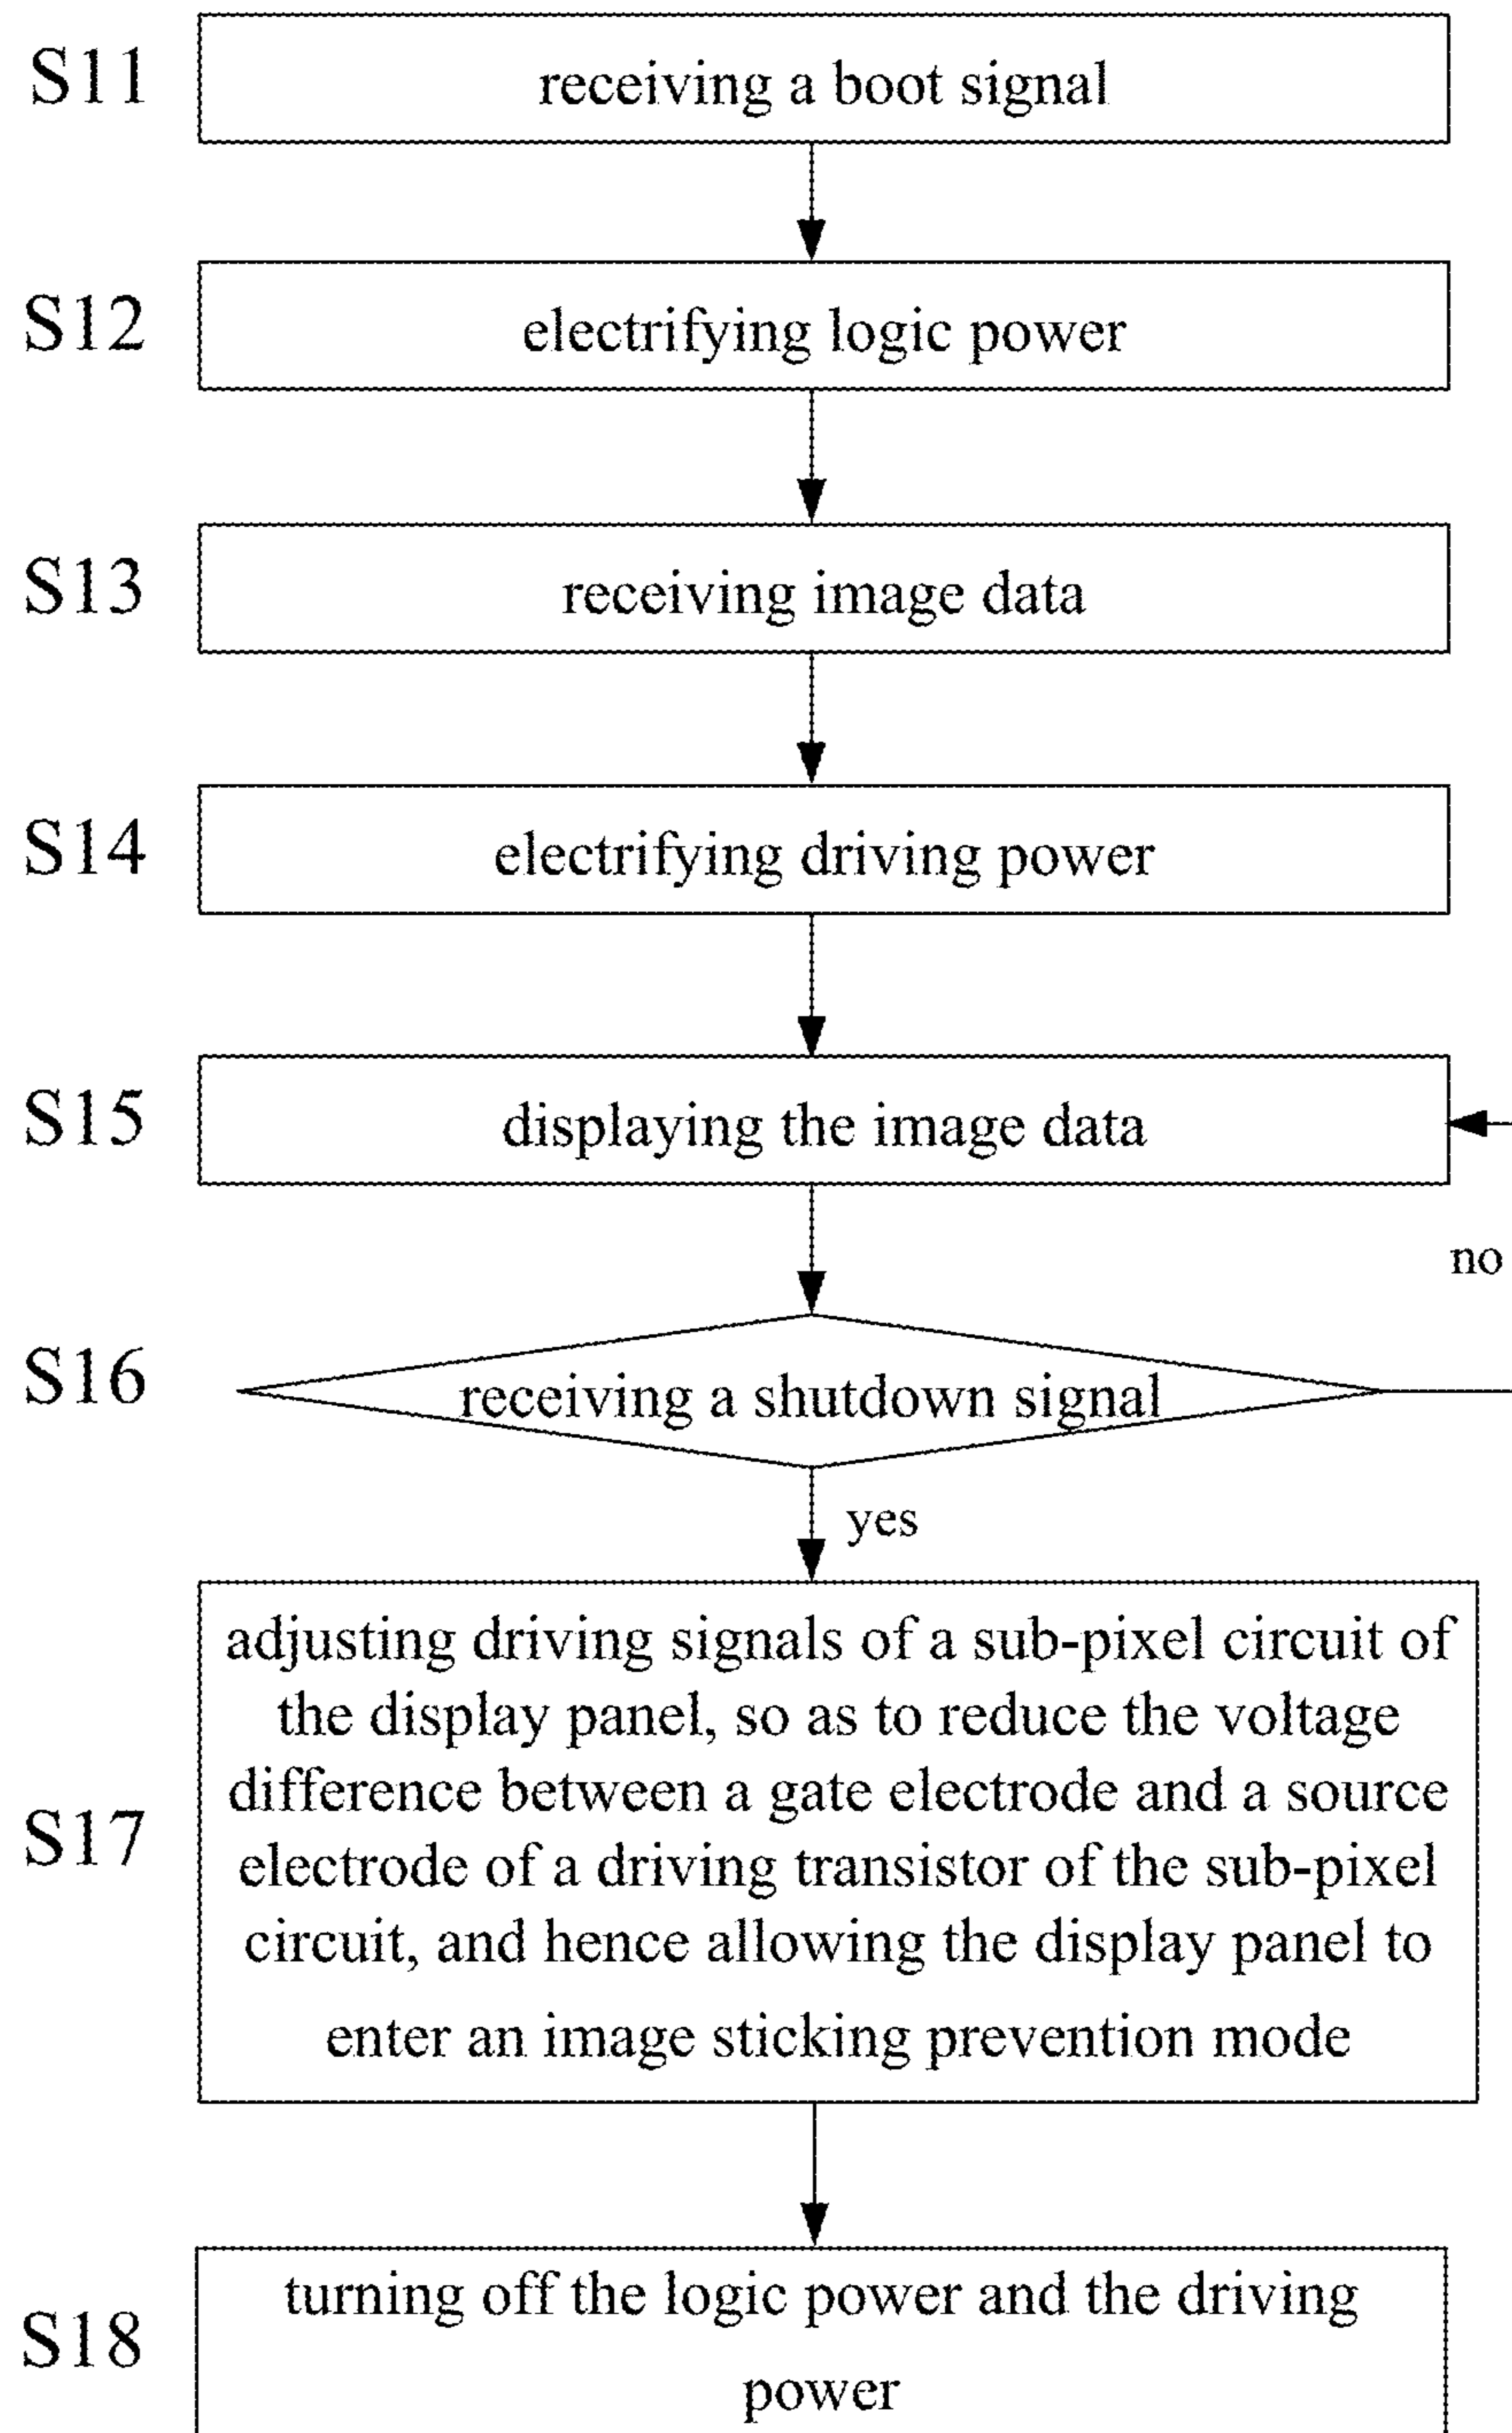 S11
receiving a boot signal
S12
electrifying logic power
S13
receiving image data
S14
electrifying driving power
S15
displaying the image data
no
S16
receiving a shutdown signal
yes
S17
adjusting driving signals of a sub-pixel circuit of
the display panel, so as to reduce the voltage
difference between a gate electrode and a source
electrode of a driving transistor of the sub-pixel
circuit, and hence allowing the display panel to
enter an image sticking prevention mode
S18
turning off the logic power and the driving
power